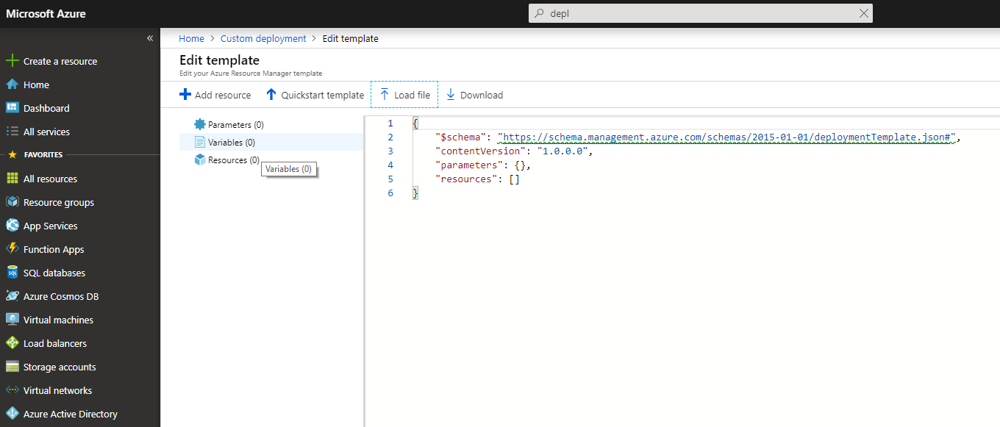 Microsoft Azure
depl
«
Create a resource
Home
Dashboard
All services
FAVORITES
All resources
Resource groups
App Services
Function Apps
SQL databases
Azure Cosmos DB
Virtual machines
Load balancers
Storage accounts
Virtual networks
Azure Active Directory
Home > Custom deployment > Edit template
Edit template
Edit your Azure Resource Manager template
Add resource Quickstart template Load file Download
Parameters (0)
Variables (0)
Resources (0)
Variables (0)
1 {
2 "$schema": "https://schema.management.azure.com/schemas/2015-01-01/deploymentTemplate.json#",
3 "contentVersion": "1.0.0.0",
4 "parameters": {},
5 "resources": []
6 }